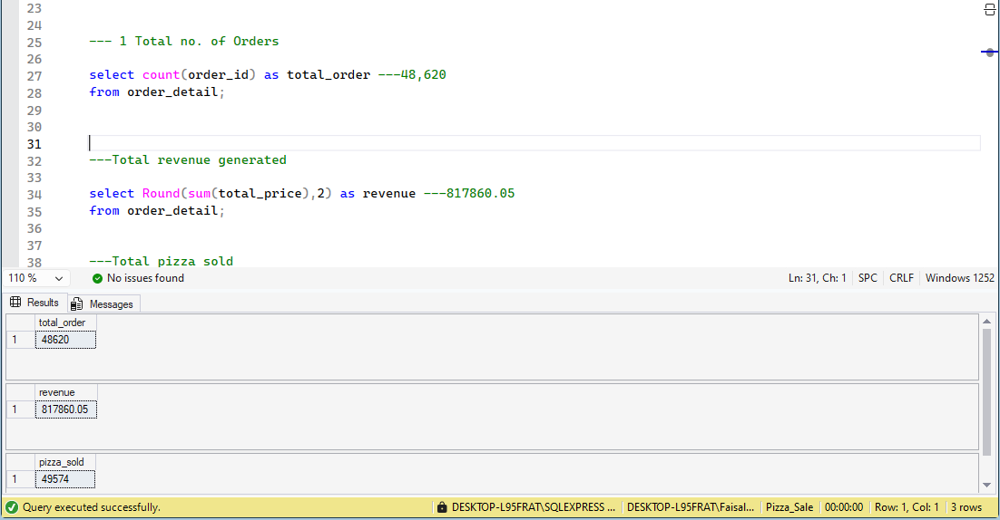 23
24
25 --- 1 Total no. of Orders
26
27 select count(order_id) as total_order ---48,620
28 from order_detail;
29
30
31
32 ---Total revenue generated
33
34 select Round(sum(total_price),2) as revenue ---817860.05
35 from order_detail;
36
37
38 ---Total pizza sold
110 % No issues found Ln: 31, Ch: 1 SPC CRLF Windows 1252
Results Messages
total_order
1 48620
revenue
1 817860.05
pizza_sold
1 49574
Query executed successfully. DESKTOP-L95FRAT\SQLEXPRESS ... DESKTOP-L95FRAT\Faisal... Pizza_Sale 00:00:00 Row: 1, Col: 1 3 rows